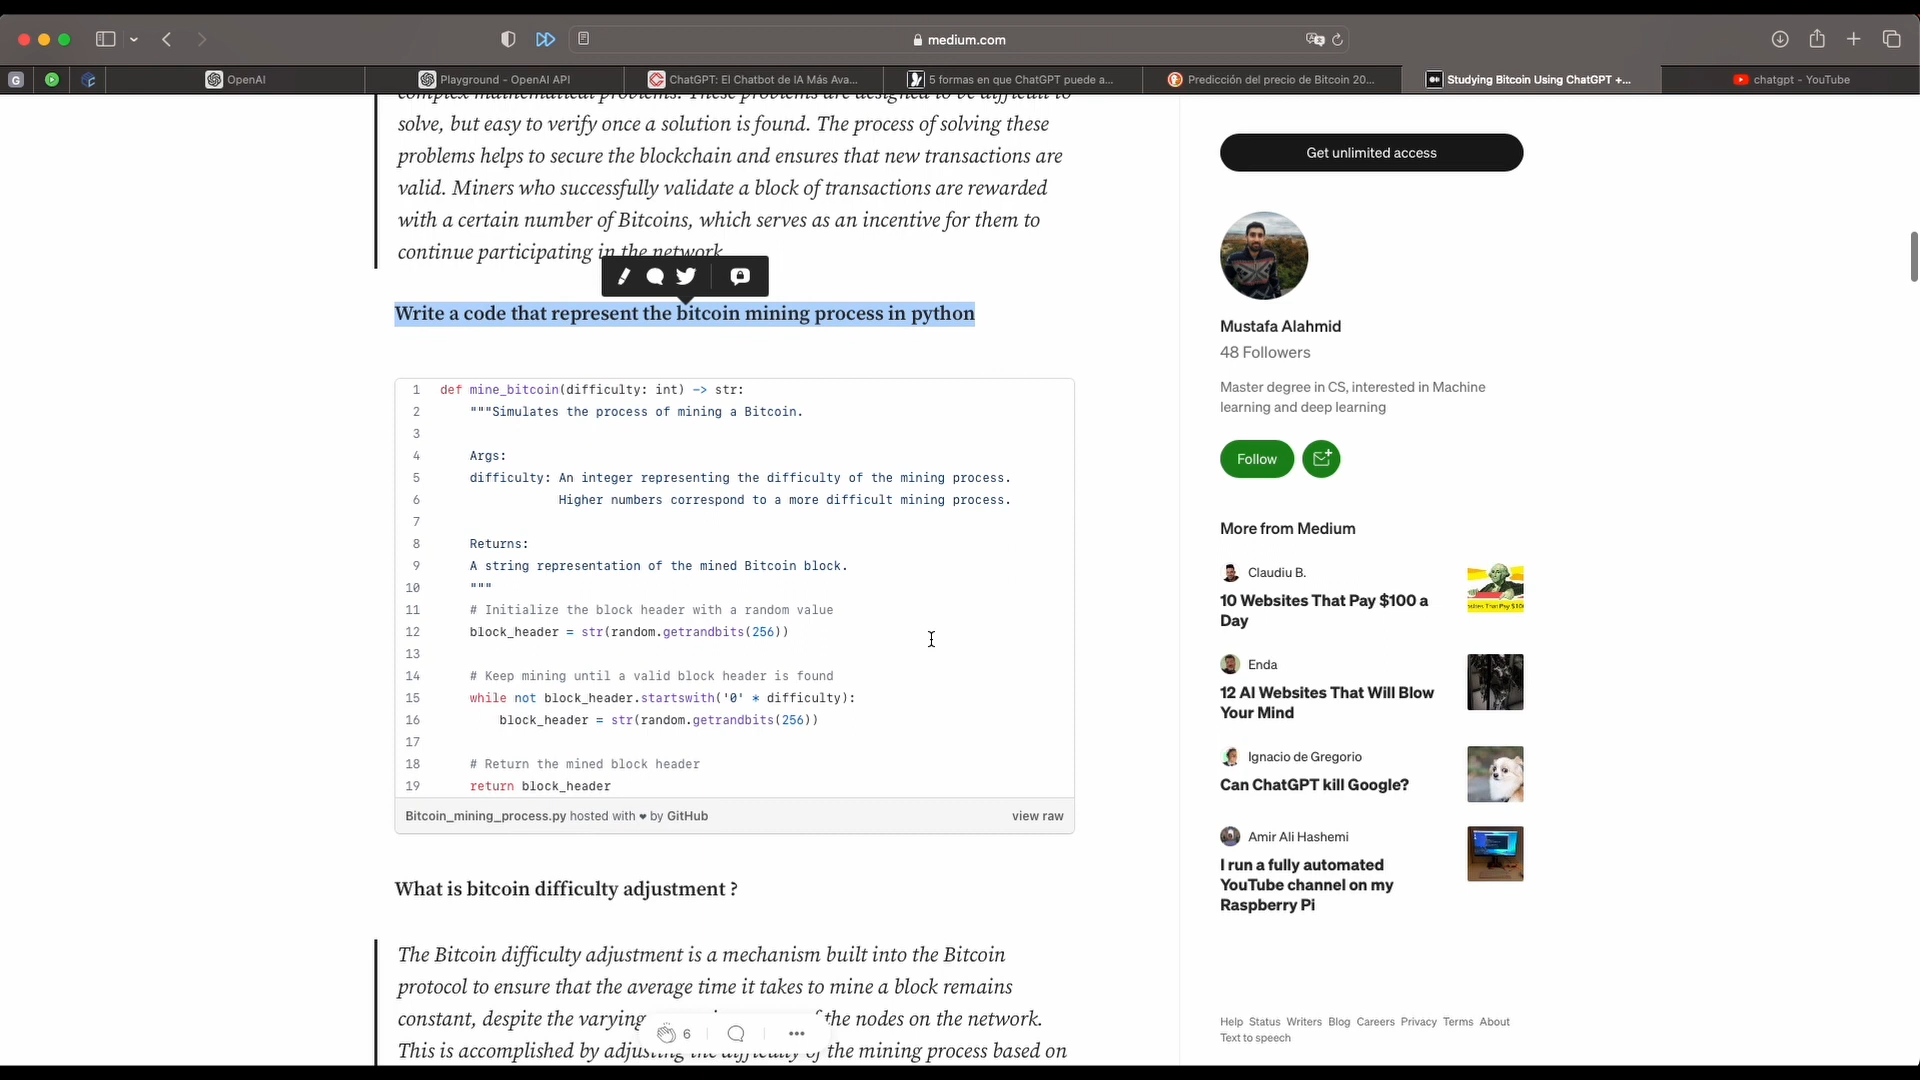 medium.com
G
OpenAI
Playground - OpenAI API
ChatGPT: El Chatbot de IA Más Ava...
5 formas en que ChatGPT puede a...
Predicción del precio de Bitcoin 20...
Studying Bitcoin Using ChatGPT +...
chatgpt - YouTube
complex mathematical problems. These problems are designed to be difficult to
solve, but easy to verify once a solution is found. The process of solving these
problems helps to secure the blockchain and ensures that new transactions are
valid. Miners who successfully validate a block of transactions are rewarded
with a certain number of Bitcoins, which serves as an incentive for them to
continue participating in the network.
Write a code that represent the bitcoin mining process in python
1 def mine_bitcoin(difficulty: int) -> str:
2 """Simulates the process of mining a Bitcoin.
3
4 Args:
5 difficulty: An integer representing the difficulty of the mining process.
6 Higher numbers correspond to a more difficult mining process.
7
8 Returns:
9 A string representation of the mined Bitcoin block.
10 """
11 # Initialize the block header with a random value
12 block_header = str(random.getrandbits(256))
13
14 # Keep mining until a valid block header is found
15 while not block_header.startswith('0' * difficulty):
16 block_header = str(random.getrandbits(256))
17
18 # Return the mined block header
19 return block_header
Bitcoin_mining_process.py hosted with ❤ by GitHub view raw
What is bitcoin difficulty adjustment ?
The Bitcoin difficulty adjustment is a mechanism built into the Bitcoin
protocol to ensure that the average time it takes to mine a block remains
constant, despite the varying of the nodes on the network.
This is accomplished by adjusting the difficulty of the mining process based on
6
Get unlimited access
Mustafa Alahmid
48 Followers
Master degree in CS, interested in Machine
learning and deep learning
Follow
More from Medium
Claudiu B.
10 Websites That Pay $100 a
Day
Enda
12 AI Websites That Will Blow
Your Mind
Ignacio de Gregorio
Can ChatGPT kill Google?
Amir Ali Hashemi
I run a fully automated
YouTube channel on my
Raspberry Pi
Help Status Writers Blog Careers Privacy Terms About
Text to speech